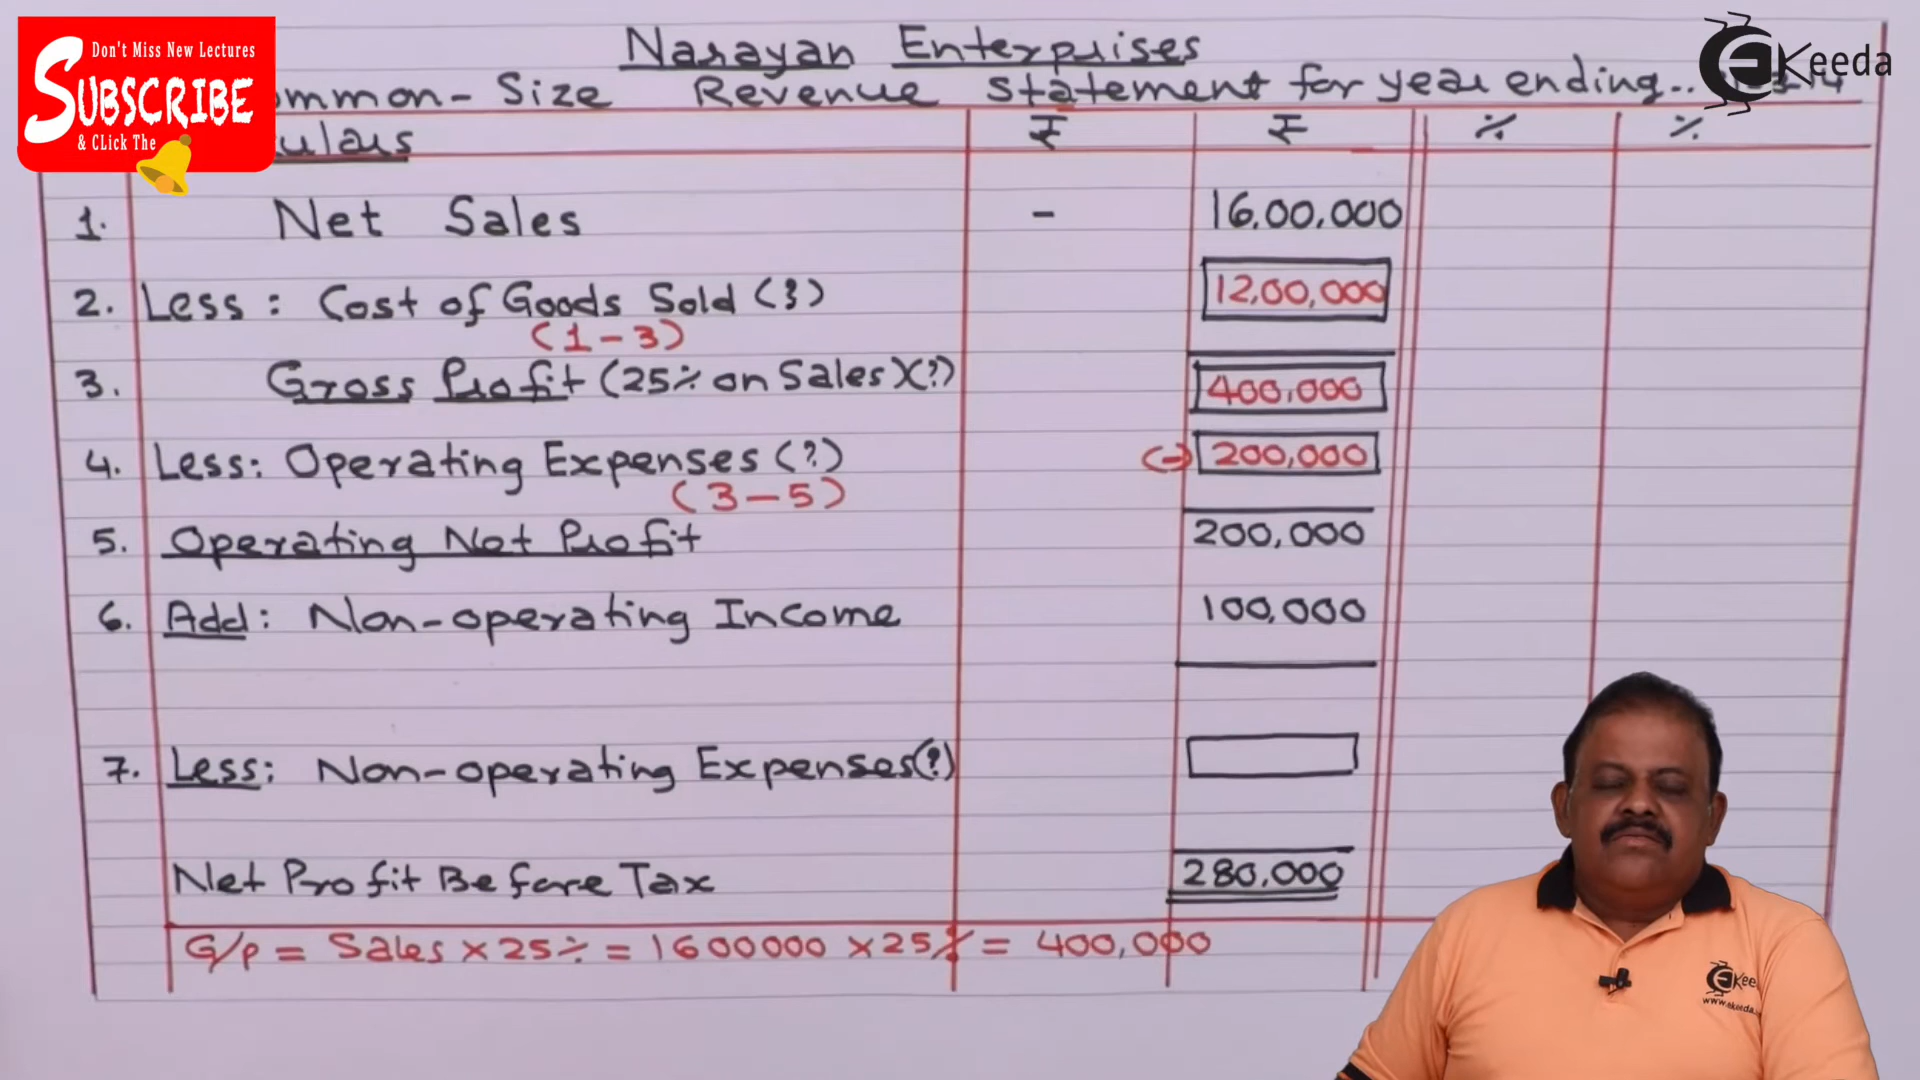 Don't Miss New Lectures
SUBSCRIBE
& CLick The
Narayan Enterprises
Keeda
ommon-Size Revenue Statement for year ending..
ulars ₹ ₹ % %
1. Net Sales - 16,00,000
2. Less: Cost of Goods Sold (?) 12,00,000
(1-3)
3. Gross Profit (25% on Sales)(?) 400,000
4. Less: Operating Expenses (?) (-) 200,000
(3-5)
5. Operating Net Profit 200,000
6. Add: Non-operating Income 100,000
7. Less: Non-operating Expenses(?)
Net Profit Before Tax 280,000
G/P = Sales x 25% = 1600000 x 25% = 400,000
Kee
www.ekeeda.